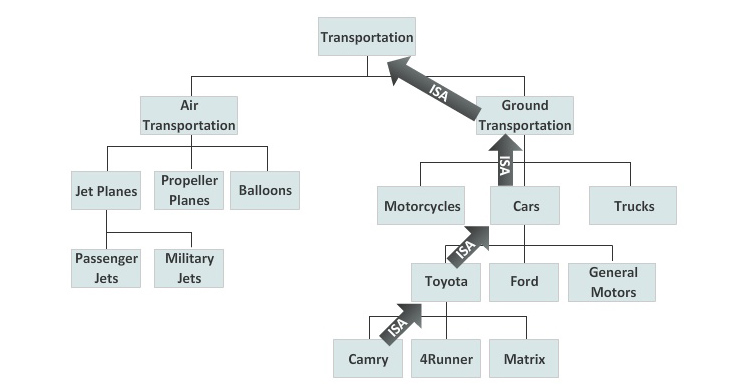 Transportation
ISA
Air
Transportation
Ground
Transportation
ISA
Jet Planes
Propeller
Planes
Balloons
Motorcycles
Cars
Trucks
ISA
Passenger
Jets
Military
Jets
Toyota
Ford
General
Motors
ISA
Camry
4Runner
Matrix